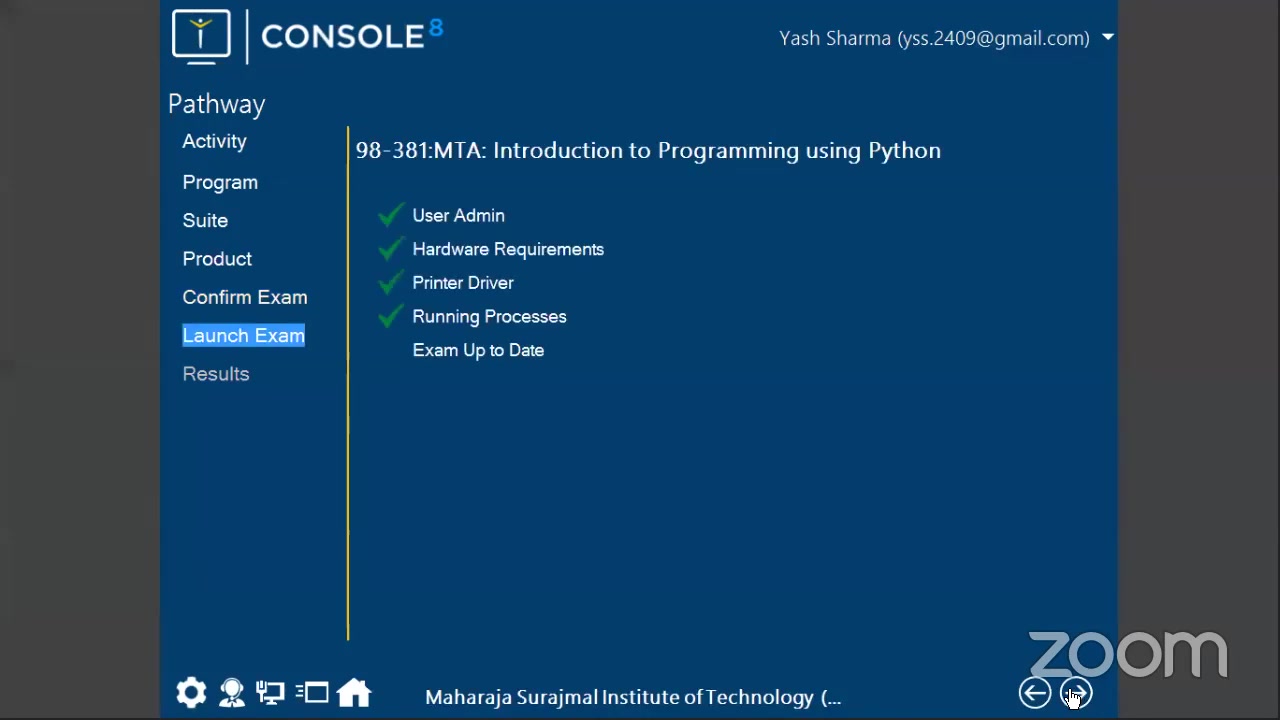 CONSOLE 8
Yash Sharma (yss.2409@gmail.com)
Pathway
Activity
Program
Suite
Product
Confirm Exam
Launch Exam
Results
98-381:MTA: Introduction to Programming using Python
User Admin
Hardware Requirements
Printer Driver
Running Processes
Exam Up to Date
Maharaja Surajmal Institute of Technology (...
zoom